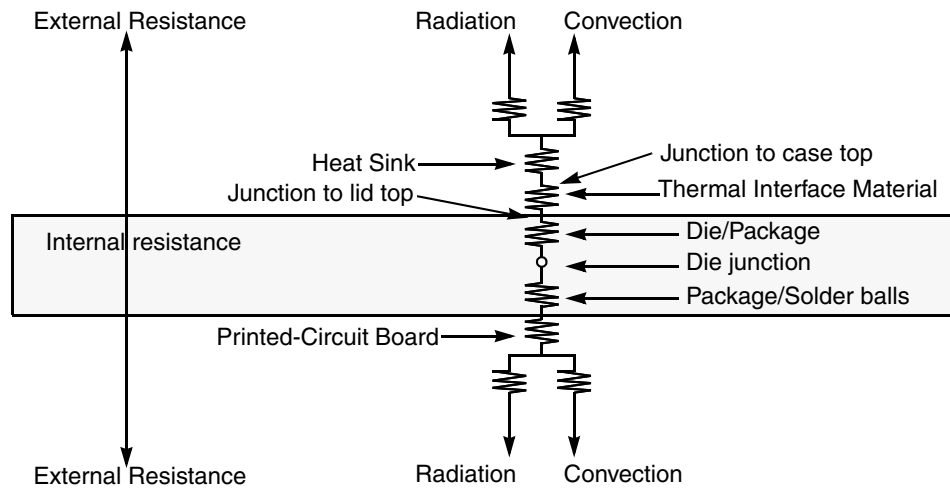 External Resistance
Radiation
Convection
Heat Sink
Junction to case top
Junction to lid top
Thermal Interface Material
Internal resistance
Die/Package
Die junction
Package/Solder balls
Printed-Circuit Board
External Resistance
Radiation
Convection